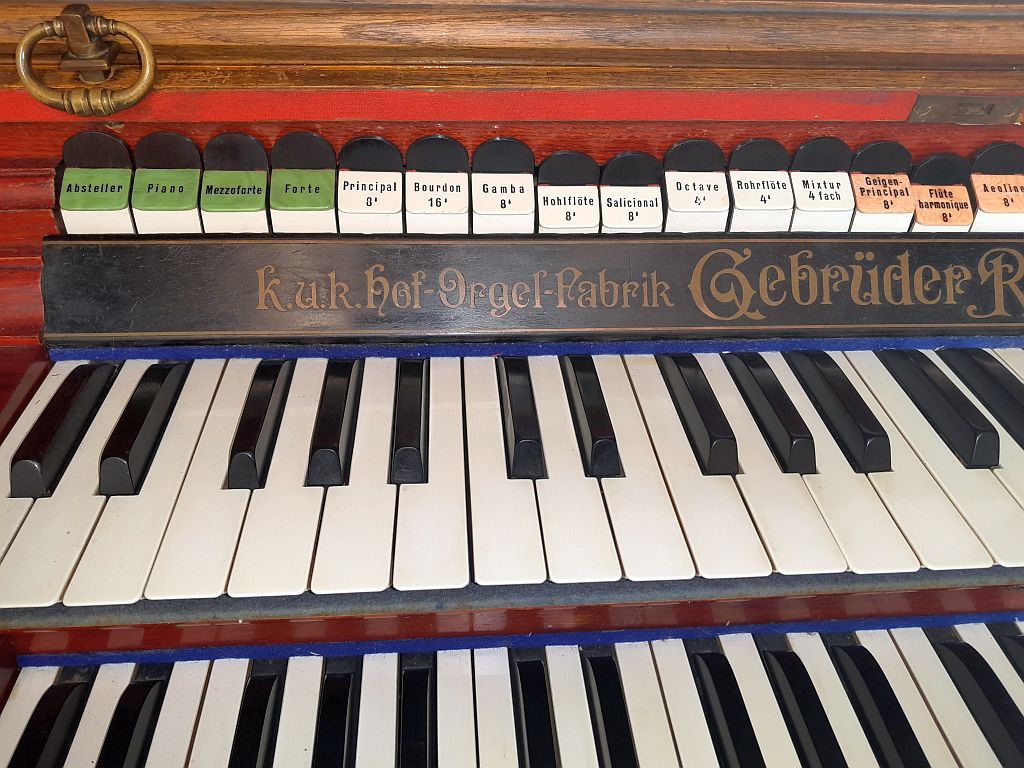 Absteller
Piano
Mezzoforte
Forte
Principal
8'
Bourdon
16'
Gamba
8'
Hohlflöte
8'
Salicional
8'
Octave
4'
Rohrflöte
4'
Mixtur
4 fach
Geigen-
Principal
8'
Flûte
harmonique
8'
Aeoline
8'
k.u.k. Hof-Orgel-Fabrik Gebrüder R